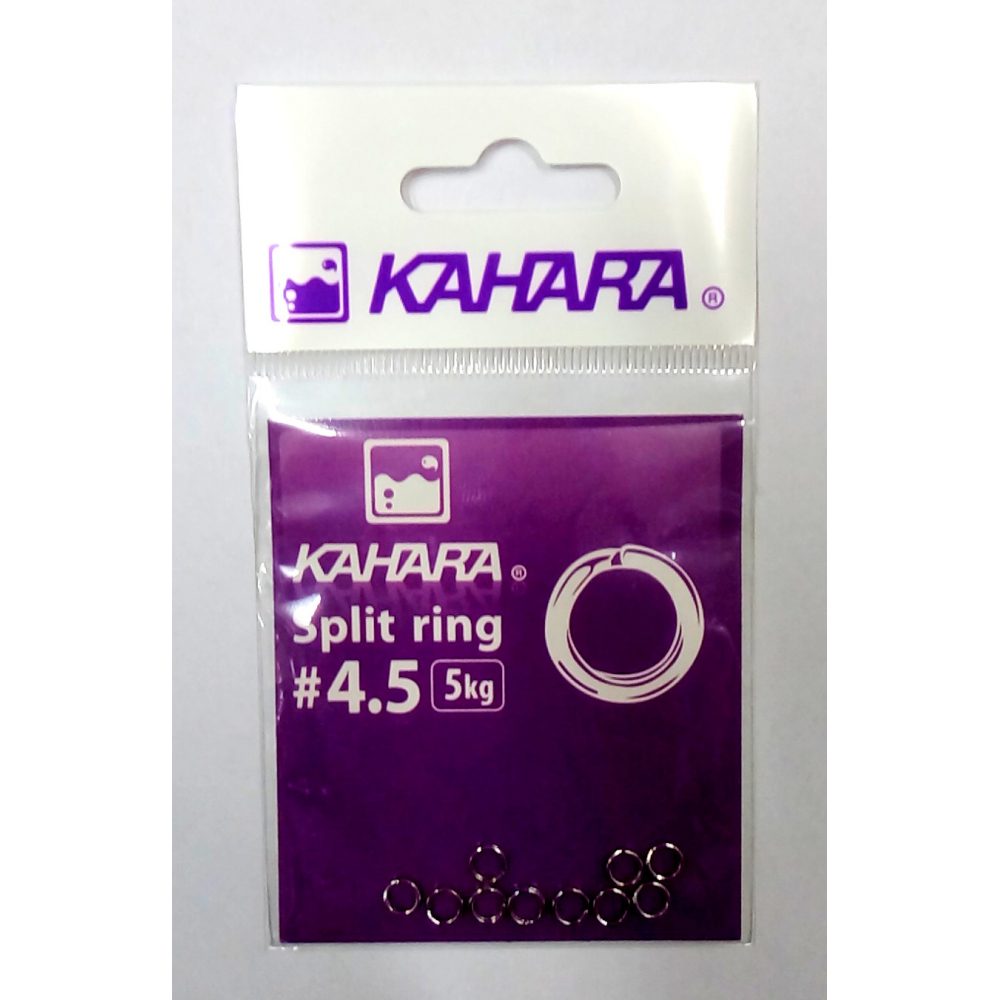 KAHARA ®
KAHARA ®
Split ring
#4.5 5kg